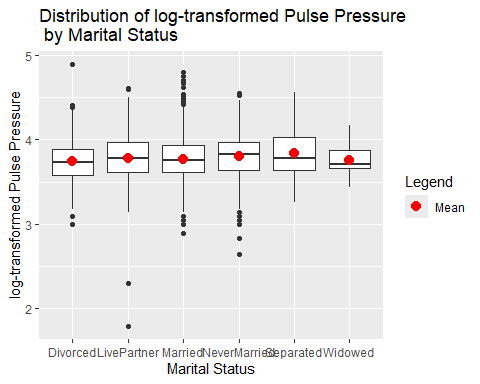 Distribution of log-transformed Pulse Pressure
by Marital Status
log-transformed Pulse Pressure
5
4
3
2
Divorced LivePartner Married NeverMarried Separated Widowed
Marital Status
Legend
Mean